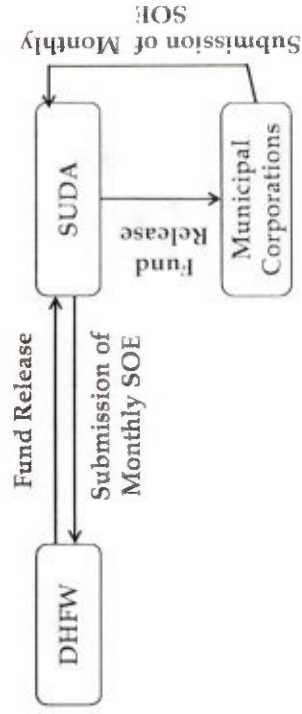 Fund Release
DHFW
SUDA
Submission of
Monthly SOE
Fund
Release
Submission of Monthly
SOE
Municipal
Corporations